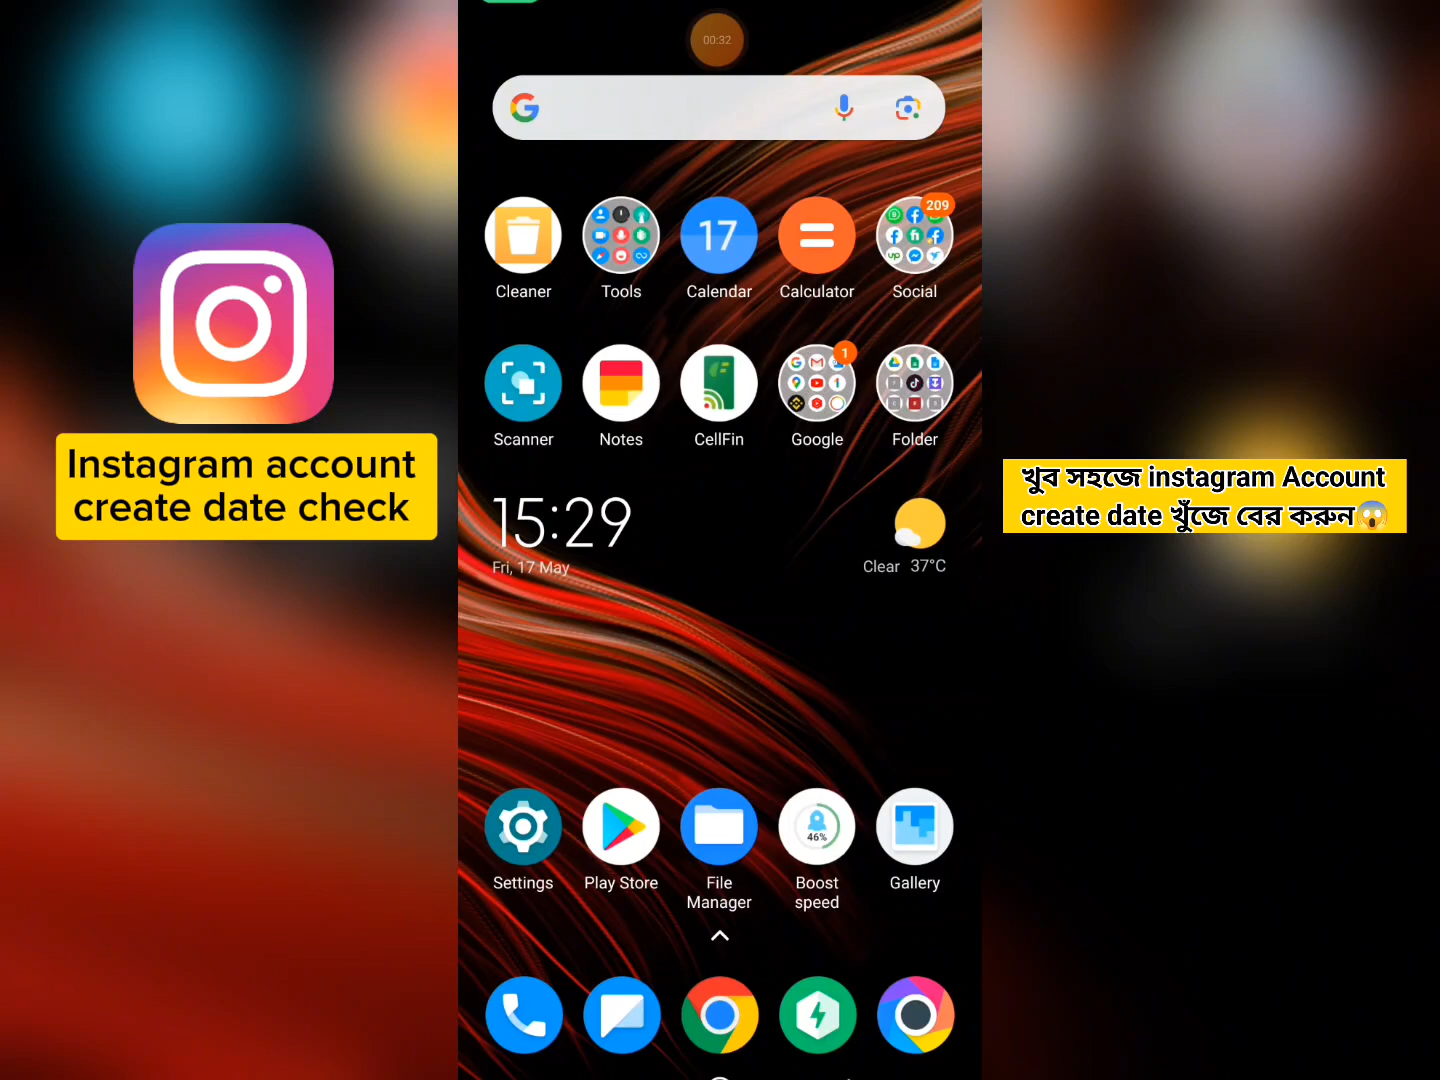 00:32
209
17
Cleaner
Tools
Calendar
Calculator
Social
1
Scanner
Notes
CellFin
Google
Folder
Instagram account
create date check
খুব সহজে instagram Account
create date খুঁজে বের করুন😱
15:29
Fri, 17 May
Clear 37°C
46%
Settings
Play Store
File
Manager
Boost
speed
Gallery